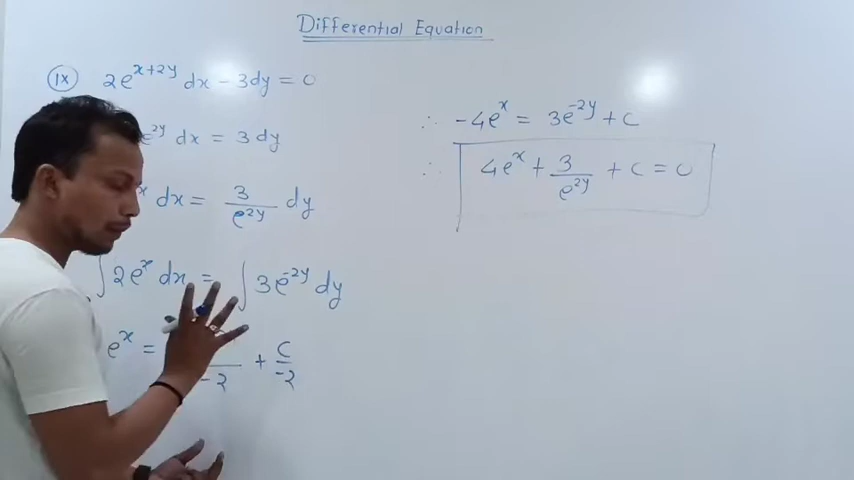 Differential Equation
ix 2e^{x+2y} dx - 3dy = 0
e^{2y} dx = 3 dy
dx = 3/e^{2y} dy
∫2e^x dx = ∫3e^{-2y} dy
e^x = /-2 + C/-2
∴ -4e^x = 3e^{-2y} + C
∴ 4e^x + 3/e^{2y} + C = 0